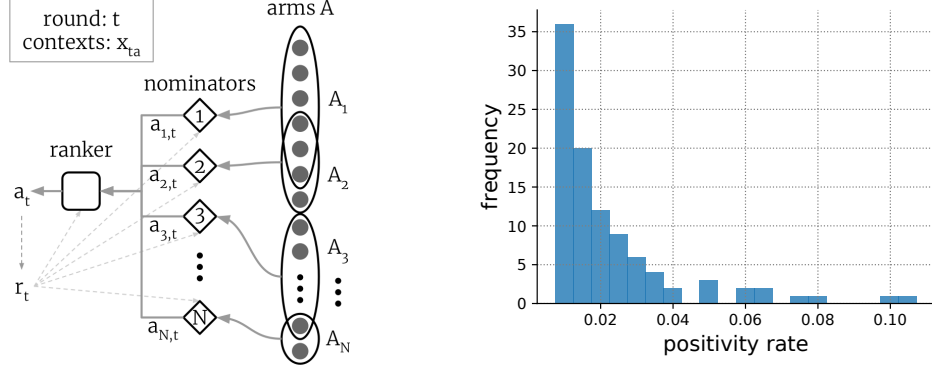 round: t
contexts: x_ta
arms A
nominators
ranker
1
a_1,t
2
a_2,t
3
a_3,t
N
a_N,t
a_t
r_t
A_1
A_2
A_3
A_N
frequency
35
30
25
20
15
10
5
0
0.02 0.04 0.06 0.08 0.10
positivity rate